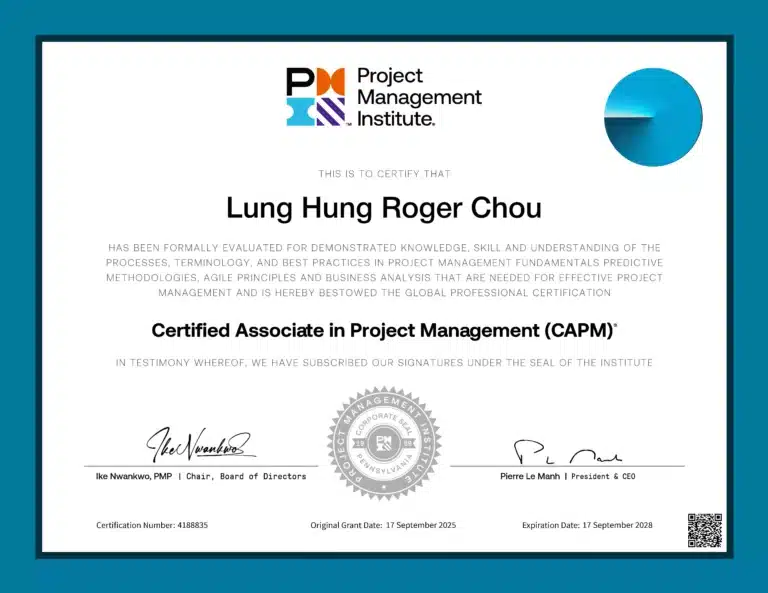 PM
Project
Management
Institute.
THIS IS TO CERTIFY THAT
Lung Hung Roger Chou
HAS BEEN FORMALLY EVALUATED FOR DEMONSTRATED KNOWLEDGE, SKILL AND UNDERSTANDING OF THE
PROCESSES, TERMINOLOGY, AND BEST PRACTICES IN PROJECT MANAGEMENT FUNDAMENTALS PREDICTIVE
METHODOLOGIES, AGILE PRINCIPLES AND BUSINESS ANALYSIS THAT ARE NEEDED FOR EFFECTIVE PROJECT
MANAGEMENT AND IS HEREBY BESTOWED THE GLOBAL PROFESSIONAL CERTIFICATION
Certified Associate in Project Management (CAPM)®
IN TESTIMONY WHEREOF, WE HAVE SUBSCRIBED OUR SIGNATURES UNDER THE SEAL OF THE INSTITUTE
PROJECT MANAGEMENT INSTITUTE
CORPORATE SEAL
1969
PENNSYLVANIA
Ike Nwankwo
Ike Nwankwo, PMP | Chair, Board of Directors
Pierre Le Manh | President & CEO
Certification Number: 4188835
Original Grant Date: 17 September 2025
Expiration Date: 17 September 2028